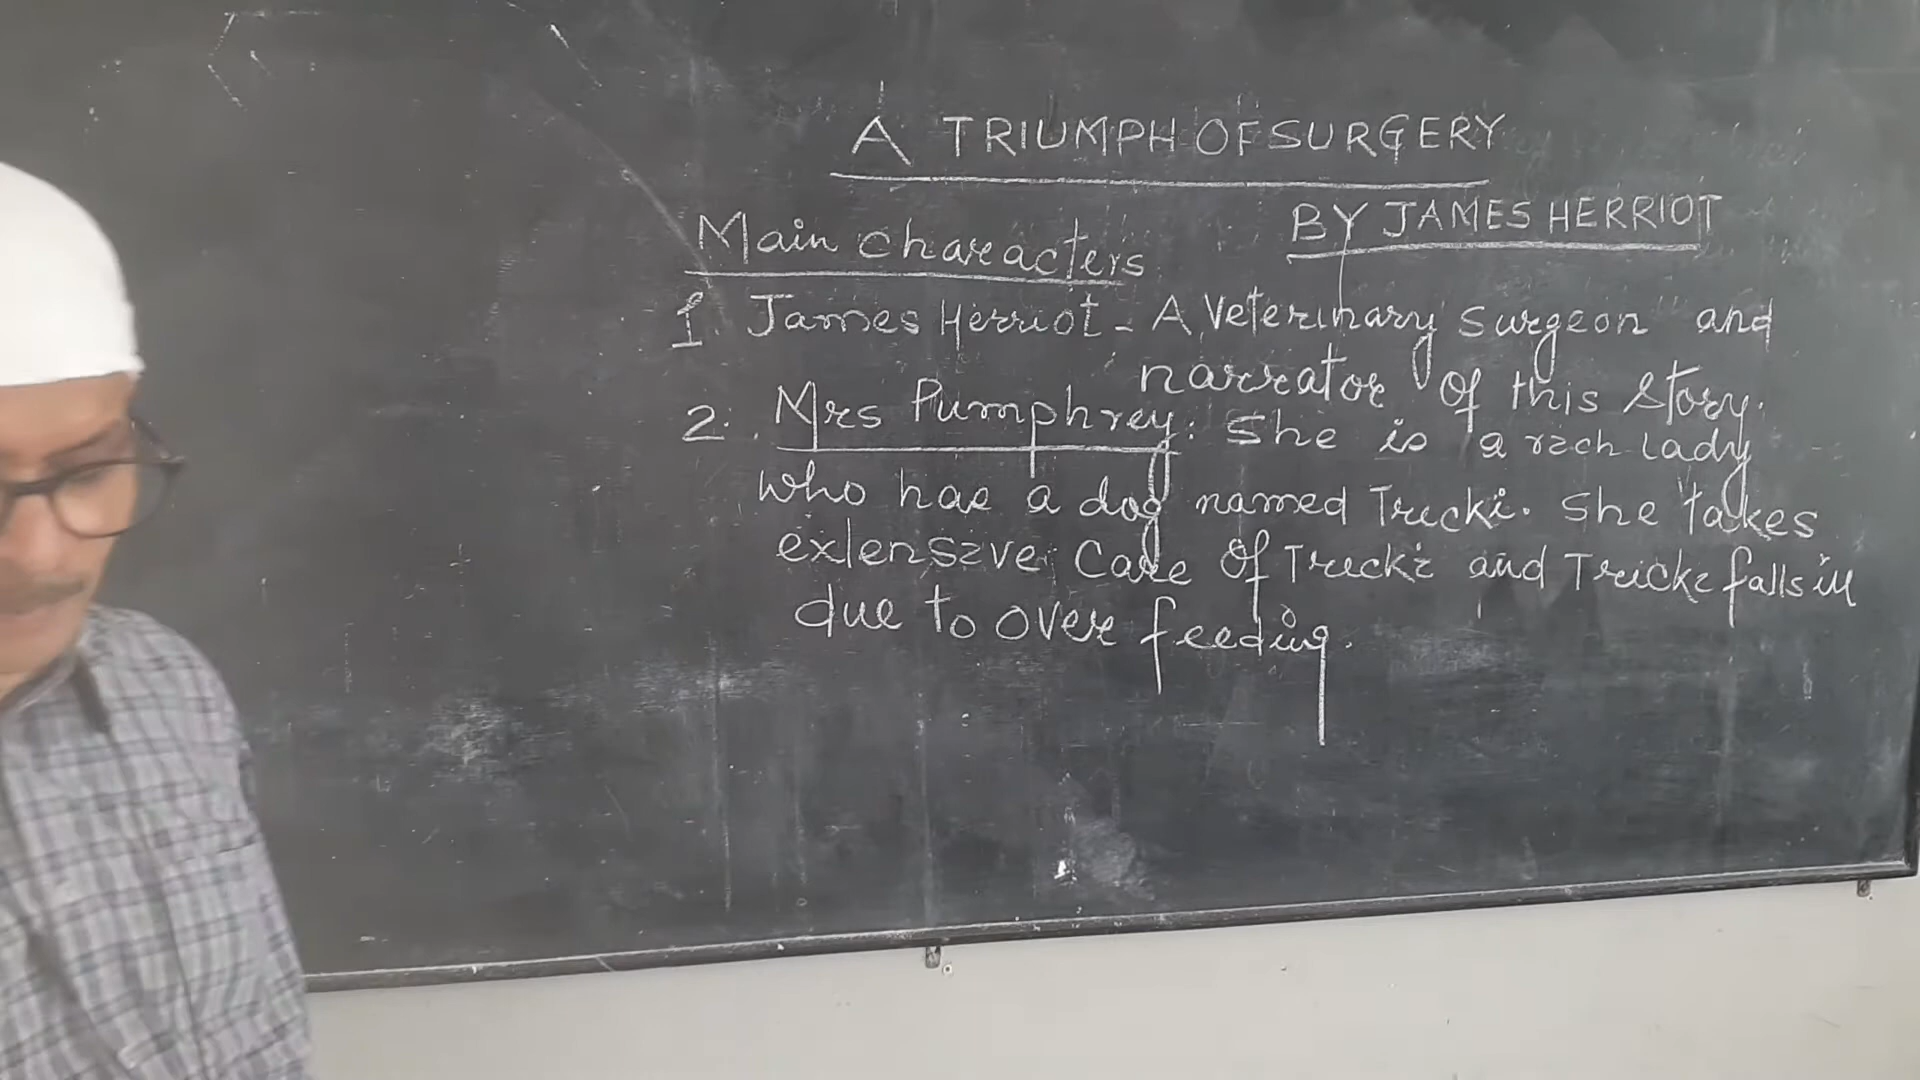 A TRIUMPH OF SURGERY
BY JAMES HERRIOT
Main characters
1. James Herriot - A Veterinary Surgeon and
narrator of this Story.
2. Mrs Pumphrey: She is a rich lady
who has a dog named Tricki. She takes
extensive care of Tricki and Tricki falls ill
due to over feeding.